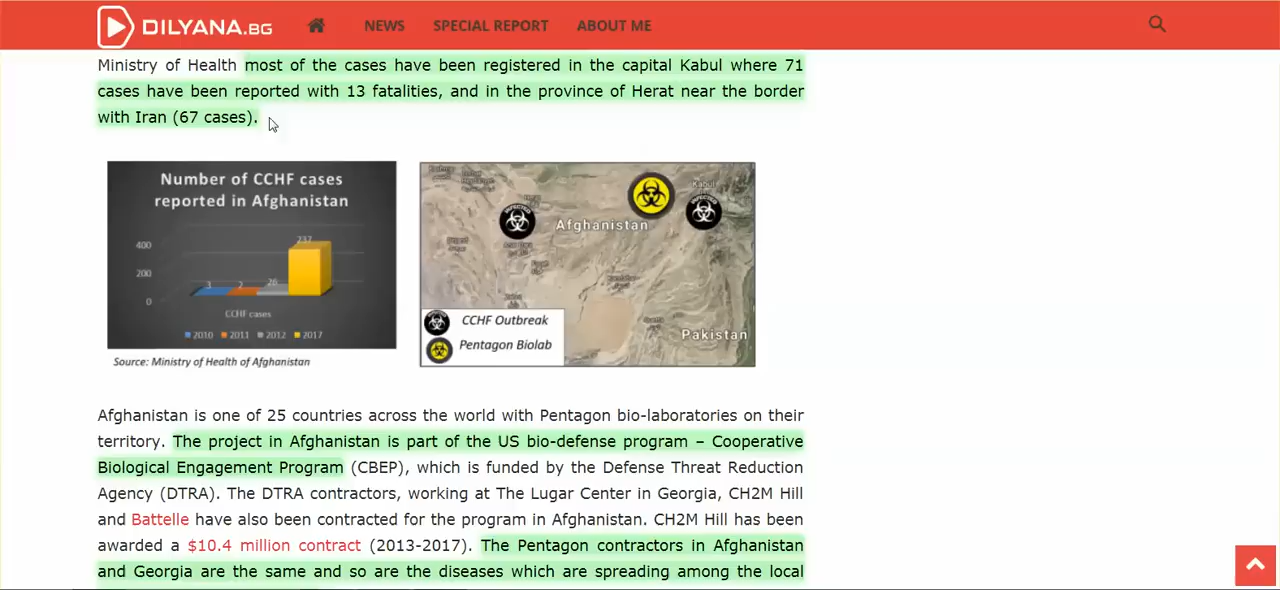 DILYANA.BG
NEWS
SPECIAL REPORT
ABOUT ME
Ministry of Health most of the cases have been registered in the capital Kabul where 71
cases have been reported with 13 fatalities, and in the province of Herat near the border
with Iran (67 cases).
Number of CCHF cases
reported in Afghanistan
400
200
0
3
2
26
237
CCHF cases
2010 2011 2012 2017
Source: Ministry of Health of Afghanistan
Kabul
INFECTED
INFECTED
Afghanistan
Pakistan
CCHF Outbreak
Pentagon Biolab
Afghanistan is one of 25 countries across the world with Pentagon bio-laboratories on their
territory. The project in Afghanistan is part of the US bio-defense program – Cooperative
Biological Engagement Program (CBEP), which is funded by the Defense Threat Reduction
Agency (DTRA). The DTRA contractors, working at The Lugar Center in Georgia, CH2M Hill
and Battelle have also been contracted for the program in Afghanistan. CH2M Hill has been
awarded a $10.4 million contract (2013-2017). The Pentagon contractors in Afghanistan
and Georgia are the same and so are the diseases which are spreading among the local